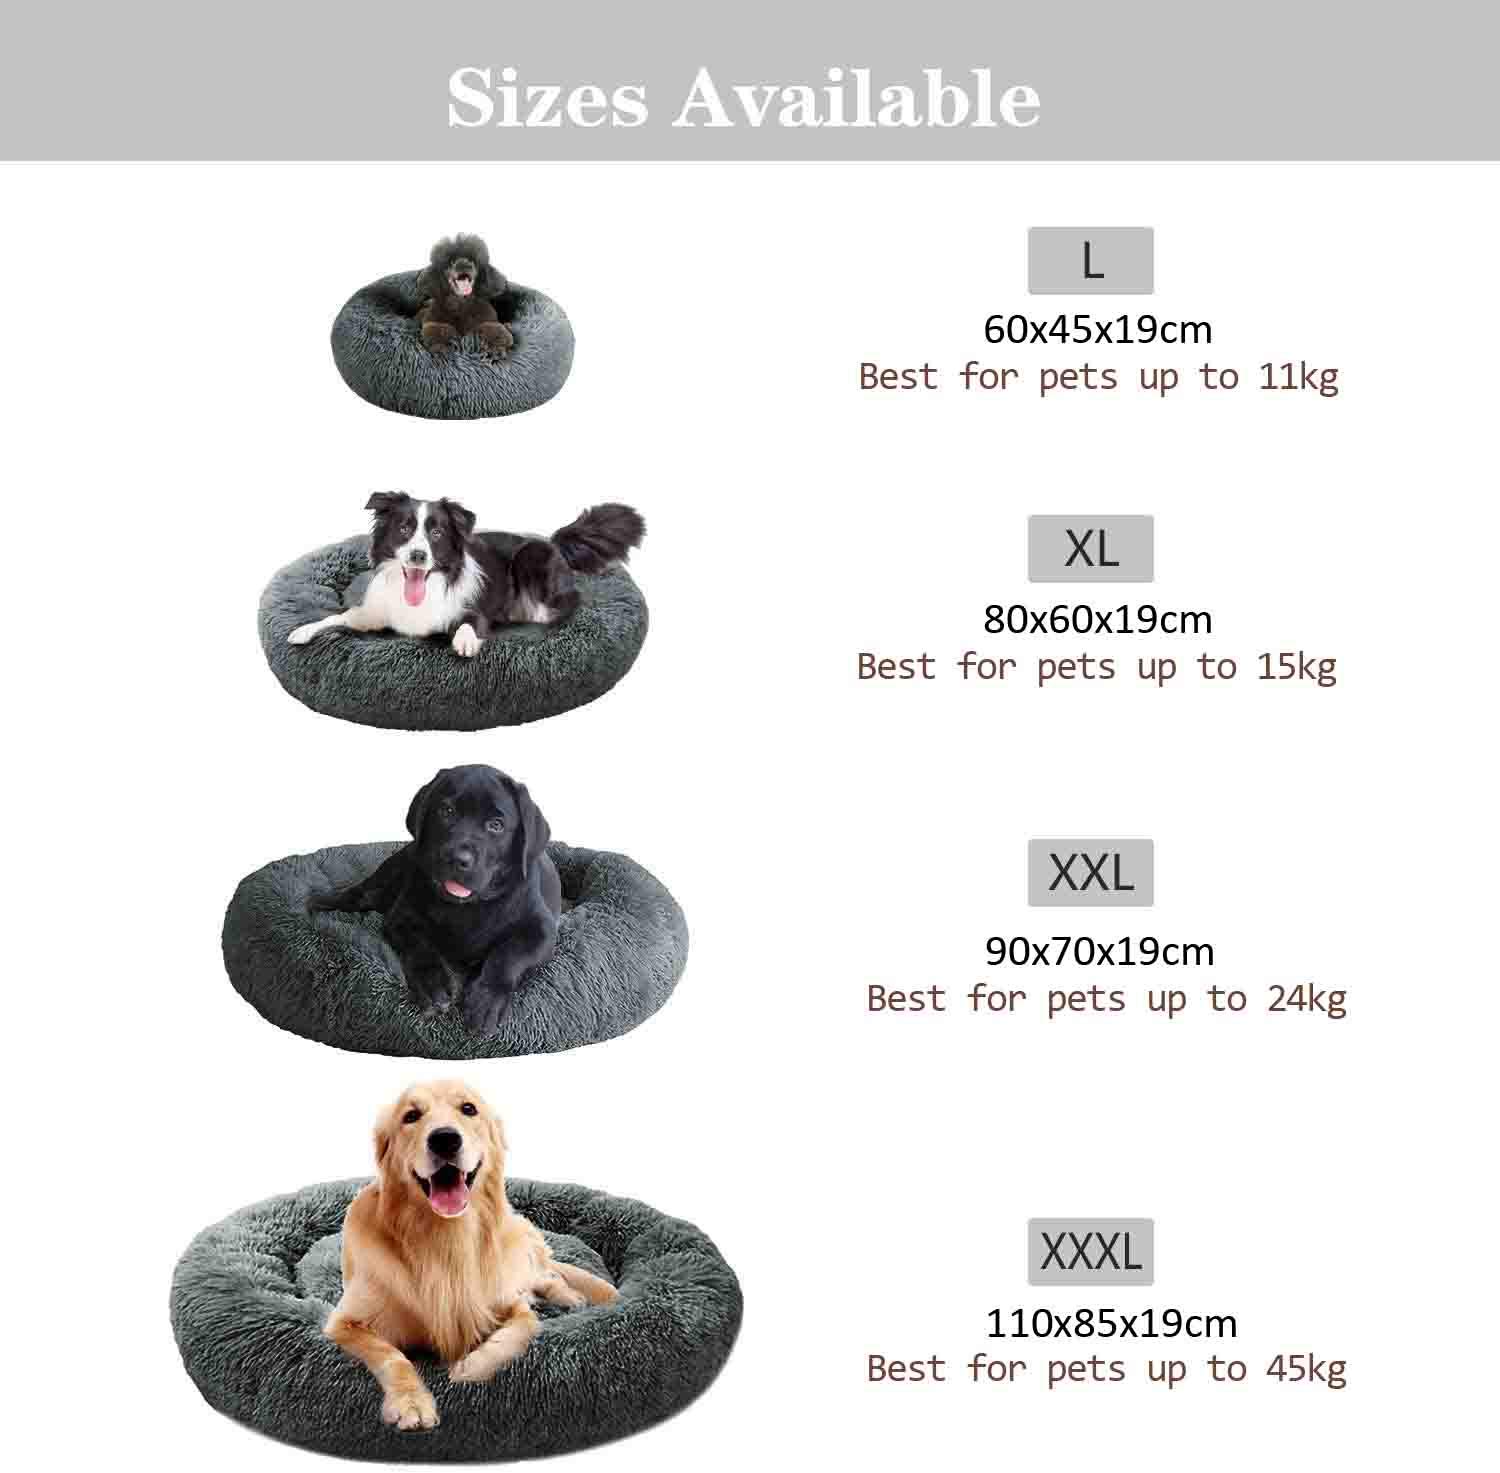 Sizes Available
L
60x45x19cm
Best for pets up to 11kg
XL
80x60x19cm
Best for pets up to 15kg
XXL
90x70x19cm
Best for pets up to 24kg
XXXL
110x85x19cm
Best for pets up to 45kg